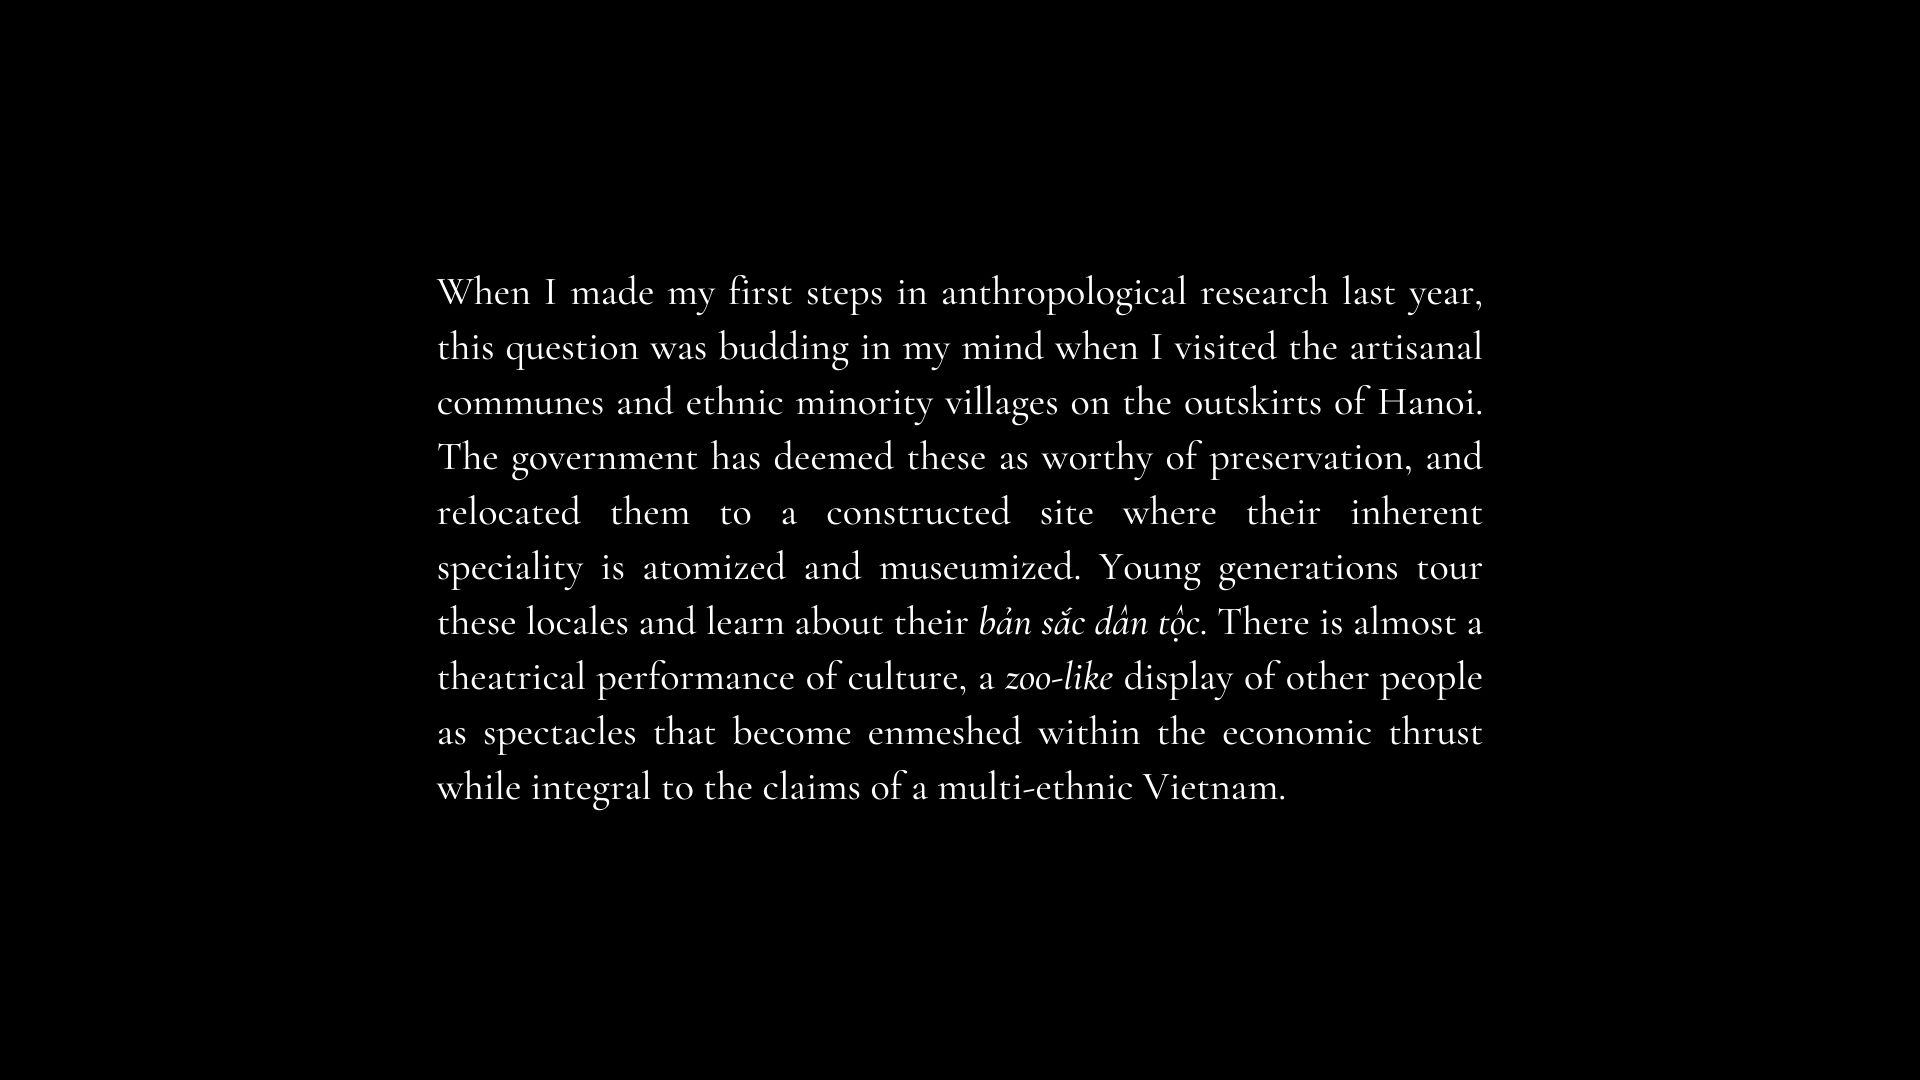 When I made my first steps in anthropological research last year,
this question was budding in my mind when I visited the artisanal
communes and ethnic minority villages on the outskirts of Hanoi.
The government has deemed these as worthy of preservation, and
relocated them to a constructed site where their inherent
speciality is atomized and museumized. Young generations tour
these locales and learn about their bản sắc dân tộc. There is almost a
theatrical performance of culture, a zoo-like display of other people
as spectacles that become enmeshed within the economic thrust
while integral to the claims of a multi-ethnic Vietnam.